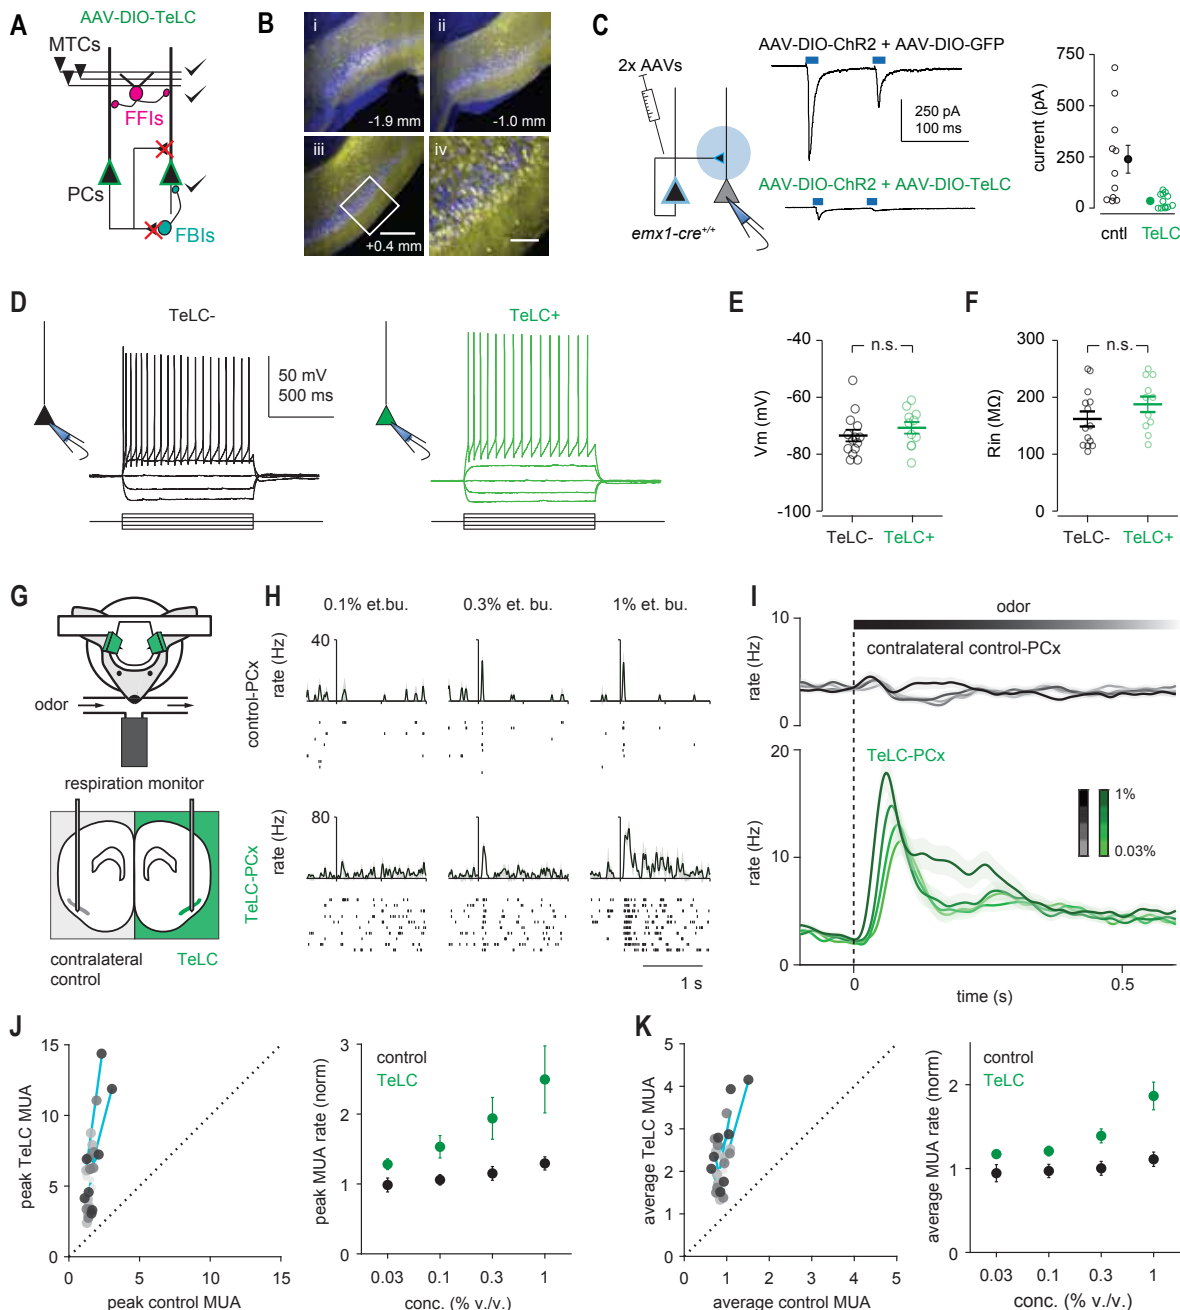 A
AAV-DIO-TeLC
MTCs
FFIs
PCs
FBIs
B
i
-1.9 mm
ii
-1.0 mm
iii
+0.4 mm
iv
C
2x AAVs
emx1-cre+/+
AAV-DIO-ChR2 + AAV-DIO-GFP
250 pA
100 ms
AAV-DIO-ChR2 + AAV-DIO-TeLC
current (pA)
750
500
250
0
cntl
TeLC
D
TeLC-
50 mV
500 ms
TeLC+
E
Vm (mV)
-40
-60
-80
-100
n.s.
TeLC-
TeLC+
F
Rin (MΩ)
300
200
100
0
n.s.
TeLC-
TeLC+
G
odor
respiration monitor
contralateral
control
TeLC
H
0.1% et.bu.
0.3% et. bu.
1% et. bu.
control-PCx
rate (Hz)
40
0
TeLC-PCx
rate (Hz)
80
0
1 s
I
odor
contralateral control-PCx
rate (Hz)
10
0
TeLC-PCx
rate (Hz)
20
10
0
1%
0.03%
0
0.5
time (s)
J
peak TeLC MUA
15
10
5
0
0
5
10
15
peak control MUA
peak MUA rate (norm)
3
2
1
0
control
TeLC
0.03
0.1
0.3
1
conc. (% v./v.)
K
average TeLC MUA
5
4
3
2
1
0
0
1
2
3
4
5
average control MUA
average MUA rate (norm)
2
1
0
control
TeLC
0.03
0.1
0.3
1
conc. (% v./v.)